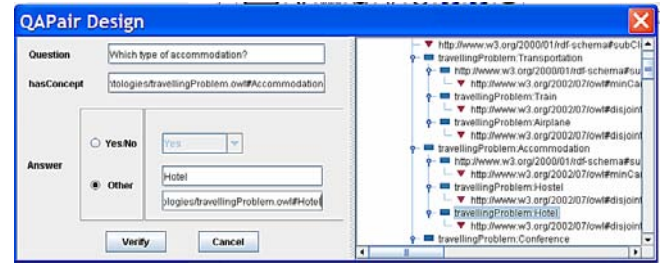 QAPair Design
Question
Which type of accommodation?
hasConcept
ntologies/travellingProblem.owl#Accommodation
Answer
Yes/No
Yes
Other
Hotel
ologies/travellingProblem.owl#Hotel
Verify
Cancel
http://www.w3.org/2000/01/rdf-schema#subCl
travellingProblem:Transportation
http://www.w3.org/2000/01/rdf-schema#su
http://www.w3.org/2002/07/owl#minCar
travellingProblem:Train
http://www.w3.org/2002/07/owl#disjoint
travellingProblem:Airplane
http://www.w3.org/2002/07/owl#disjoint
travellingProblem:Accommodation
http://www.w3.org/2000/01/rdf-schema#su
http://www.w3.org/2002/07/owl#minCar
travellingProblem:Hostel
http://www.w3.org/2002/07/owl#disjoint
travellingProblem:Hotel
http://www.w3.org/2002/07/owl#disjoint
travellingProblem:Conference